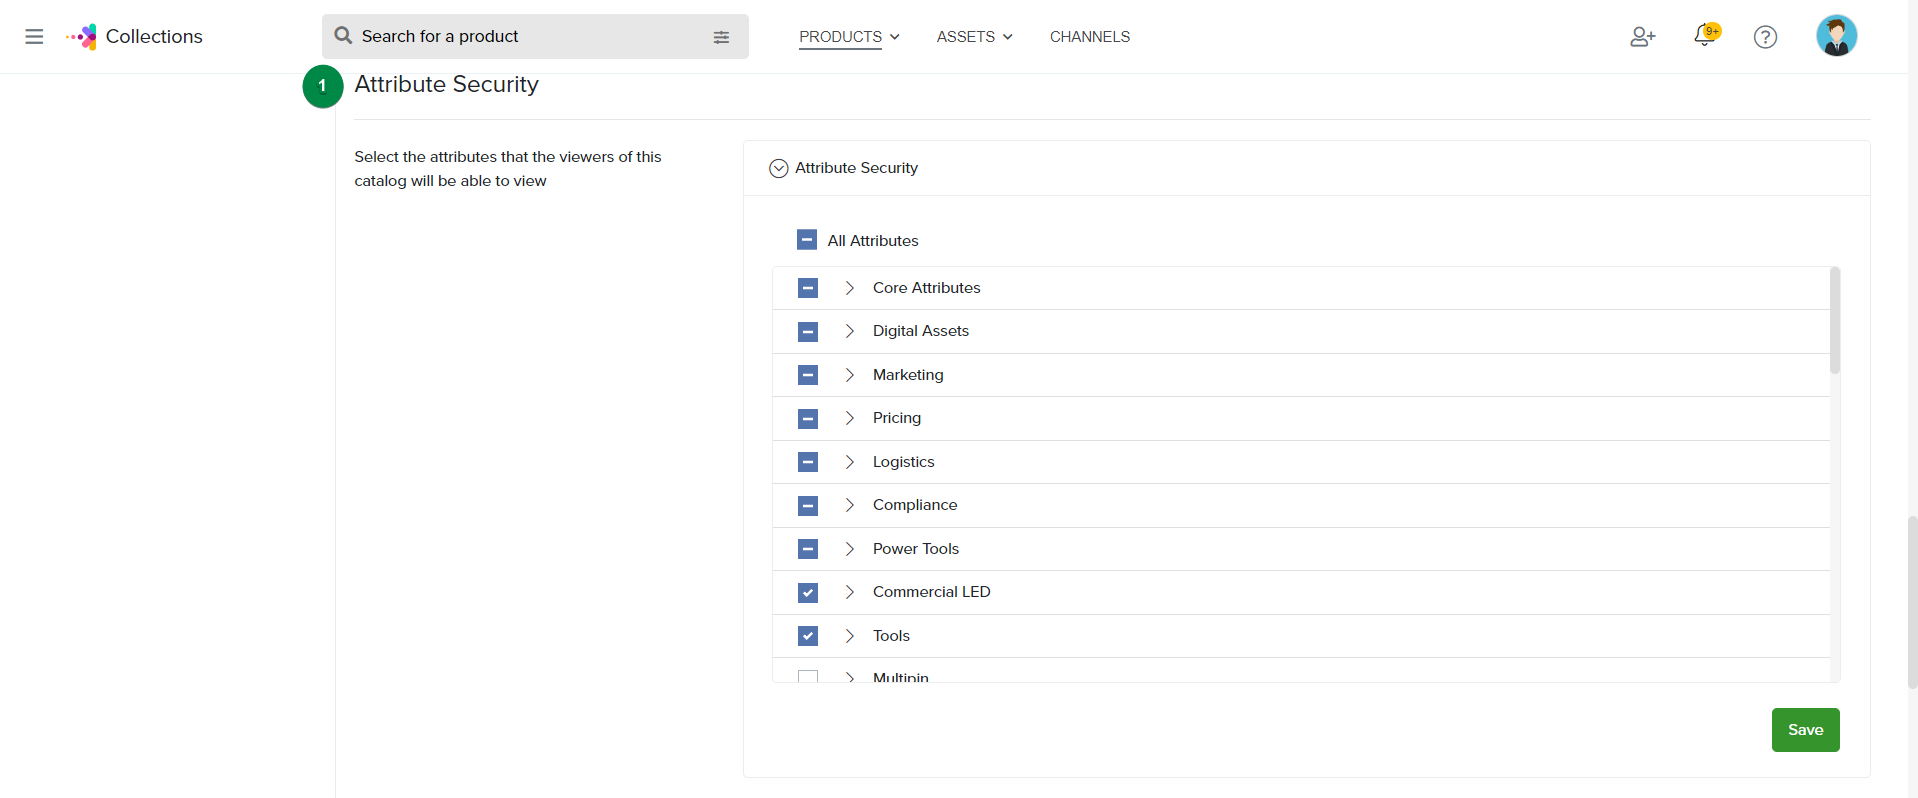 Collections
Search for a product
PRODUCTS
ASSETS
CHANNELS
9+
?
1
Attribute Security
Select the attributes that the viewers of this
catalog will be able to view
Attribute Security
All Attributes
Core Attributes
Digital Assets
Marketing
Pricing
Logistics
Compliance
Power Tools
Commercial LED
Tools
Multipin
Save